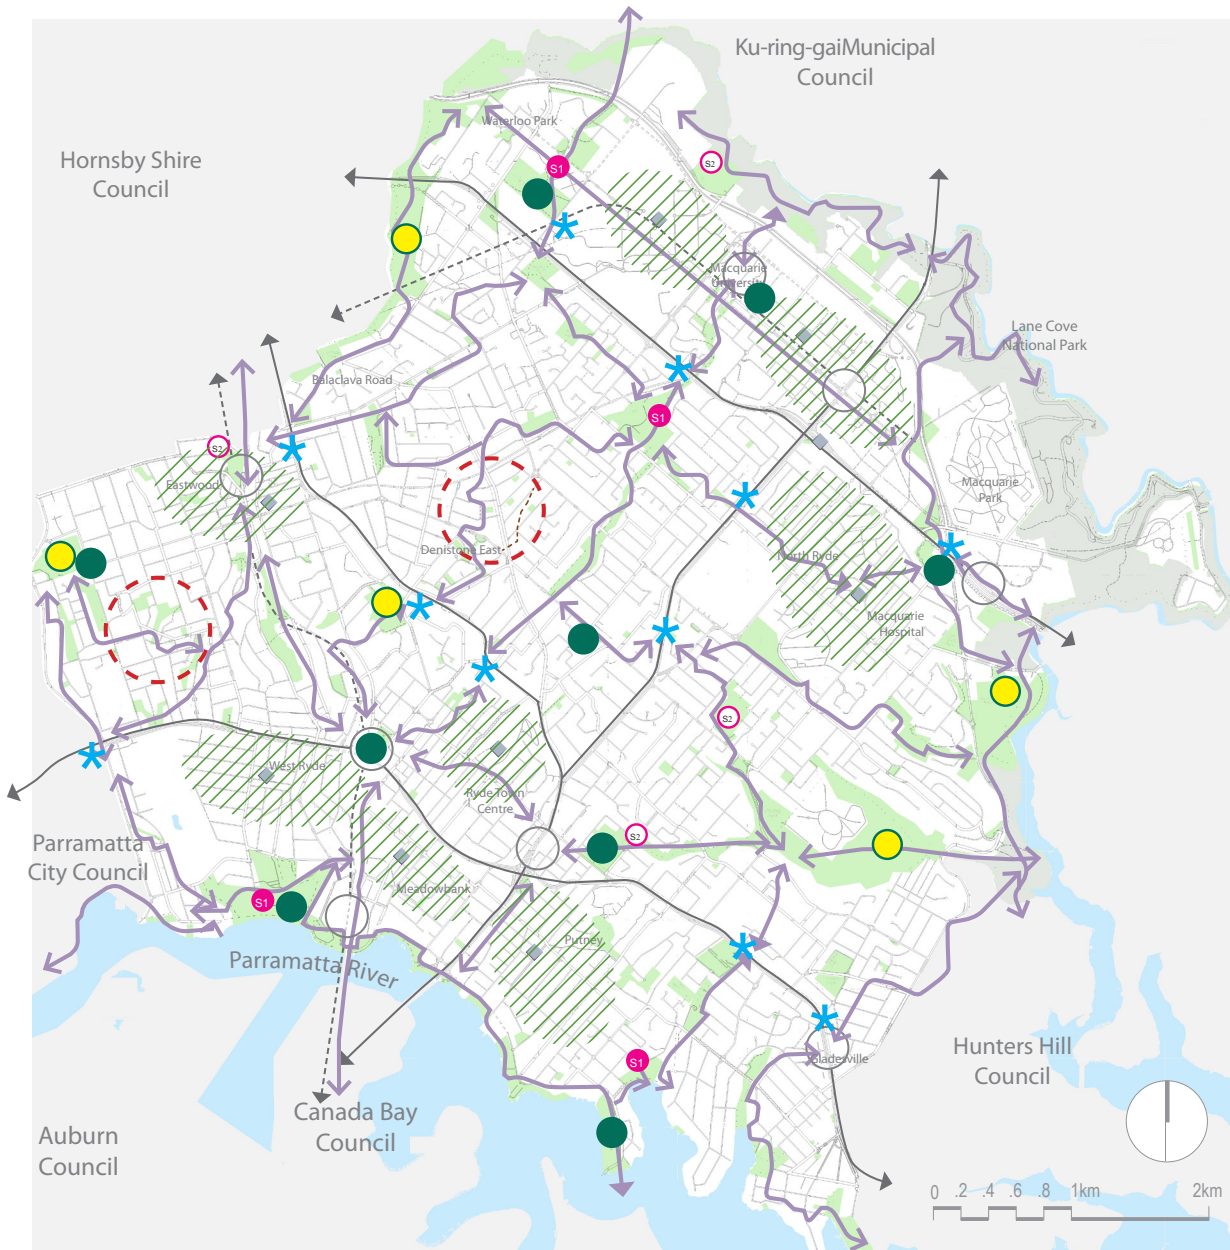 Ku-ring-gaiMunicipal
Council
Hornsby Shire
Council
Waterloo Park
S1
S2
Macquarie
University
Lane Cove
National Park
Balaclava Road
S1
S2
Eastwood
Macquarie
Park
Denistone East
North Ryde
Macquarie
Hospital
S2
West Ryde
Ryde Town
Centre
S2
Parramatta
City Council
Meadowbank
S1
Putney
Parramatta River
S1
Gladesville
Hunters Hill
Council
Canada Bay
Council
Auburn
Council
0 .2 .4 .6 .8 1km 2km